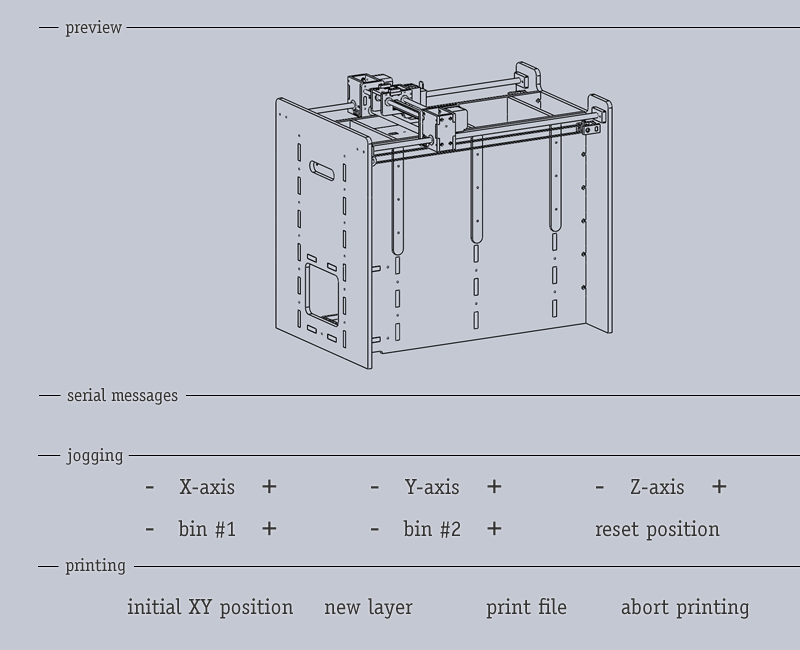 preview
serial messages
jogging
- X-axis + - Y-axis + - Z-axis +
- bin #1 + - bin #2 + reset position
printing
initial XY position new layer print file abort printing